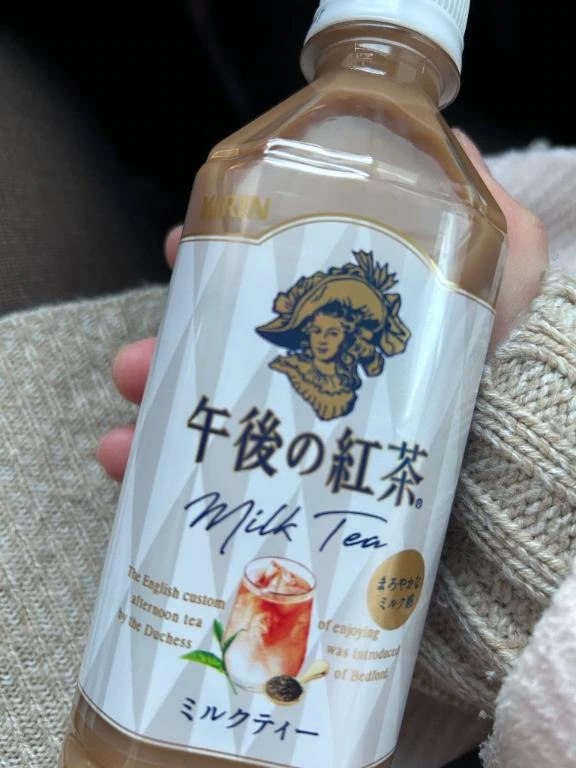 KIRIN
午後の紅茶®
Milk Tea
まろやかな
ミルク感
The English custom
afternoon tea
by the Duchess
of enjoying
was introduced
of Bedford.
ミルクティー